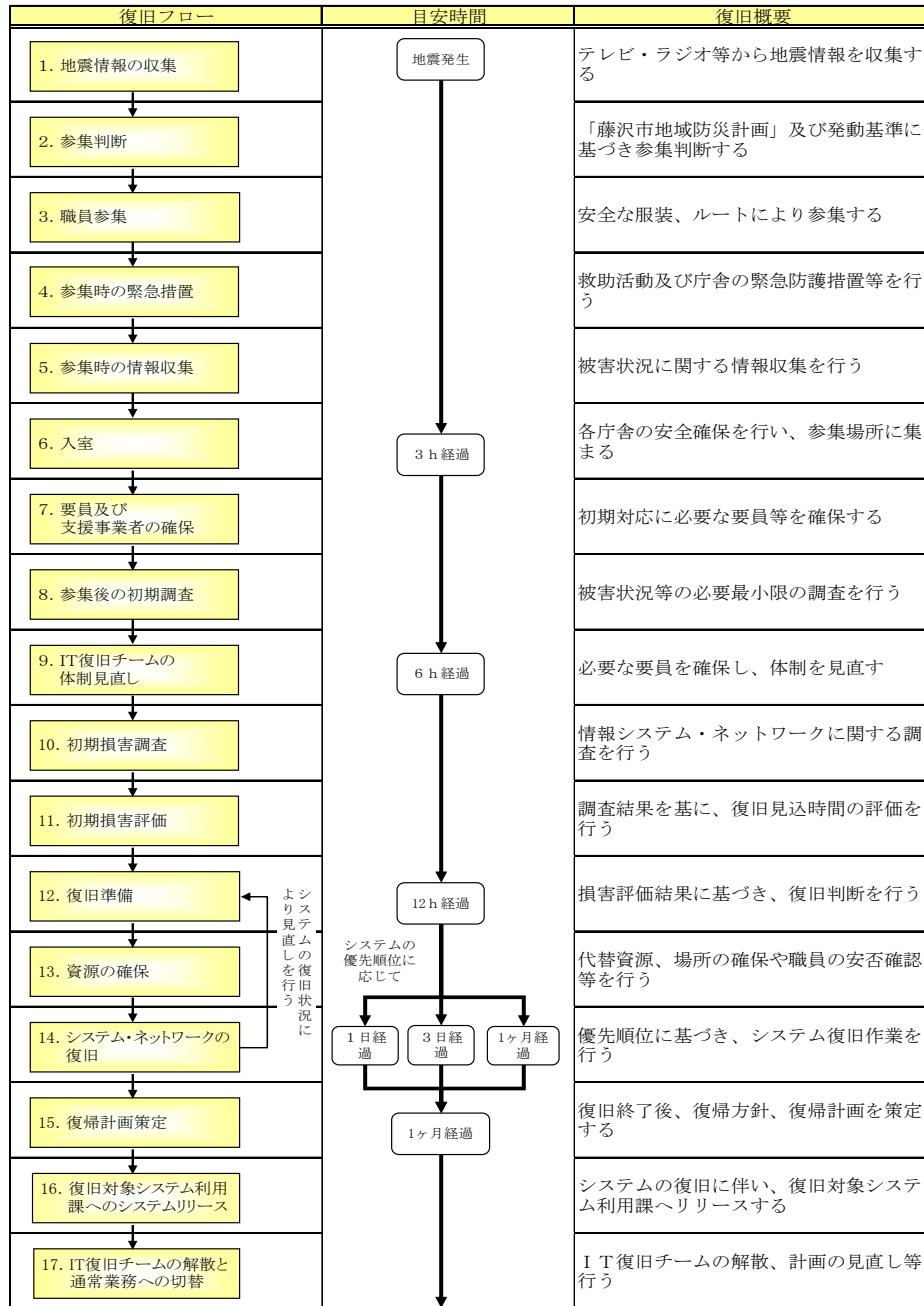 復旧フロー
目安時間
復旧概要
1. 地震情報の収集
地震発生
テレビ・ラジオ等から地震情報を収集す
る
2. 参集判断
「藤沢市地域防災計画」及び発動基準に
基づき参集判断する
3. 職員参集
安全な服装、ルートにより参集する
4. 参集時の緊急措置
救助活動及び庁舎の緊急防護措置等を行
う
5. 参集時の情報収集
被害状況に関する情報収集を行う
6. 入室
3ｈ経過
各庁舎の安全確保を行い、参集場所に集
まる
7. 要員及び
支援事業者の確保
初期対応に必要な要員等を確保する
8. 参集後の初期調査
被害状況等の必要最小限の調査を行う
9. IT復旧チームの
体制見直し
6ｈ経過
必要な要員を確保し、体制を見直す
10. 初期損害調査
情報システム・ネットワークに関する調
査を行う
11. 初期損害評価
調査結果を基に、復旧見込時間の評価を
行う
12. 復旧準備
システムの復旧状況に
より見直しを行う
12ｈ経過
損害評価結果に基づき、復旧判断を行う
13. 資源の確保
システムの
優先順位に
応じて
代替資源、場所の確保や職員の安否確認
等を行う
14. システム・ネットワークの
復旧
1日経
過
3日経
過
1ヶ月経
過
優先順位に基づき、システム復旧作業を
行う
15. 復帰計画策定
1ヶ月経過
復旧終了後、復帰方針、復帰計画を策定
する
16. 復旧対象システム利用
課へのシステムリリース
システムの復旧に伴い、復旧対象システ
ム利用課へリリースする
17. IT復旧チームの解散と
通常業務への切替
ＩＴ復旧チームの解散、計画の見直し等
行う